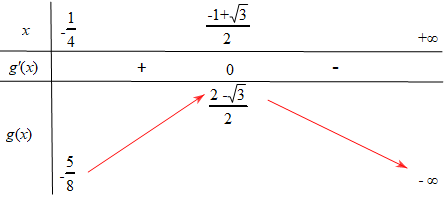 x -1/4 (-1+√3)/2 +∞
g'(x) + 0 -
(2 -√3)/2
g(x)
-5/8 - ∞